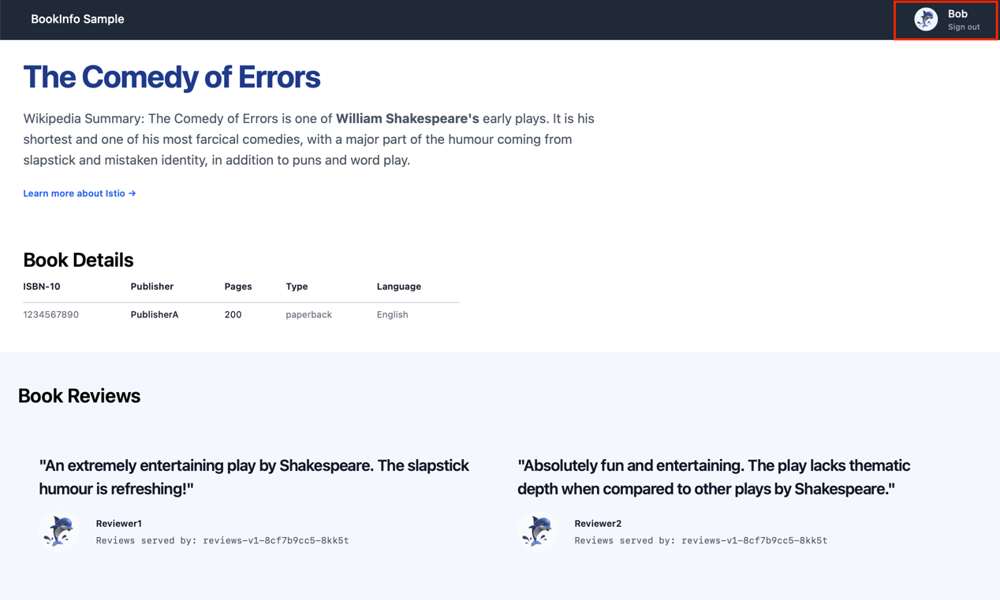 BookInfo Sample
Bob
Sign out
The Comedy of Errors
Wikipedia Summary: The Comedy of Errors is one of William Shakespeare's early plays. It is his
shortest and one of his most farcical comedies, with a major part of the humour coming from
slapstick and mistaken identity, in addition to puns and word play.
Learn more about Istio →
Book Details
ISBN-10 Publisher Pages Type Language
1234567890 PublisherA 200 paperback English
Book Reviews
"An extremely entertaining play by Shakespeare. The slapstick
humour is refreshing!"
Reviewer1
Reviews served by: reviews-v1-8cf7b9cc5-8kk5t
"Absolutely fun and entertaining. The play lacks thematic
depth when compared to other plays by Shakespeare."
Reviewer2
Reviews served by: reviews-v1-8cf7b9cc5-8kk5t